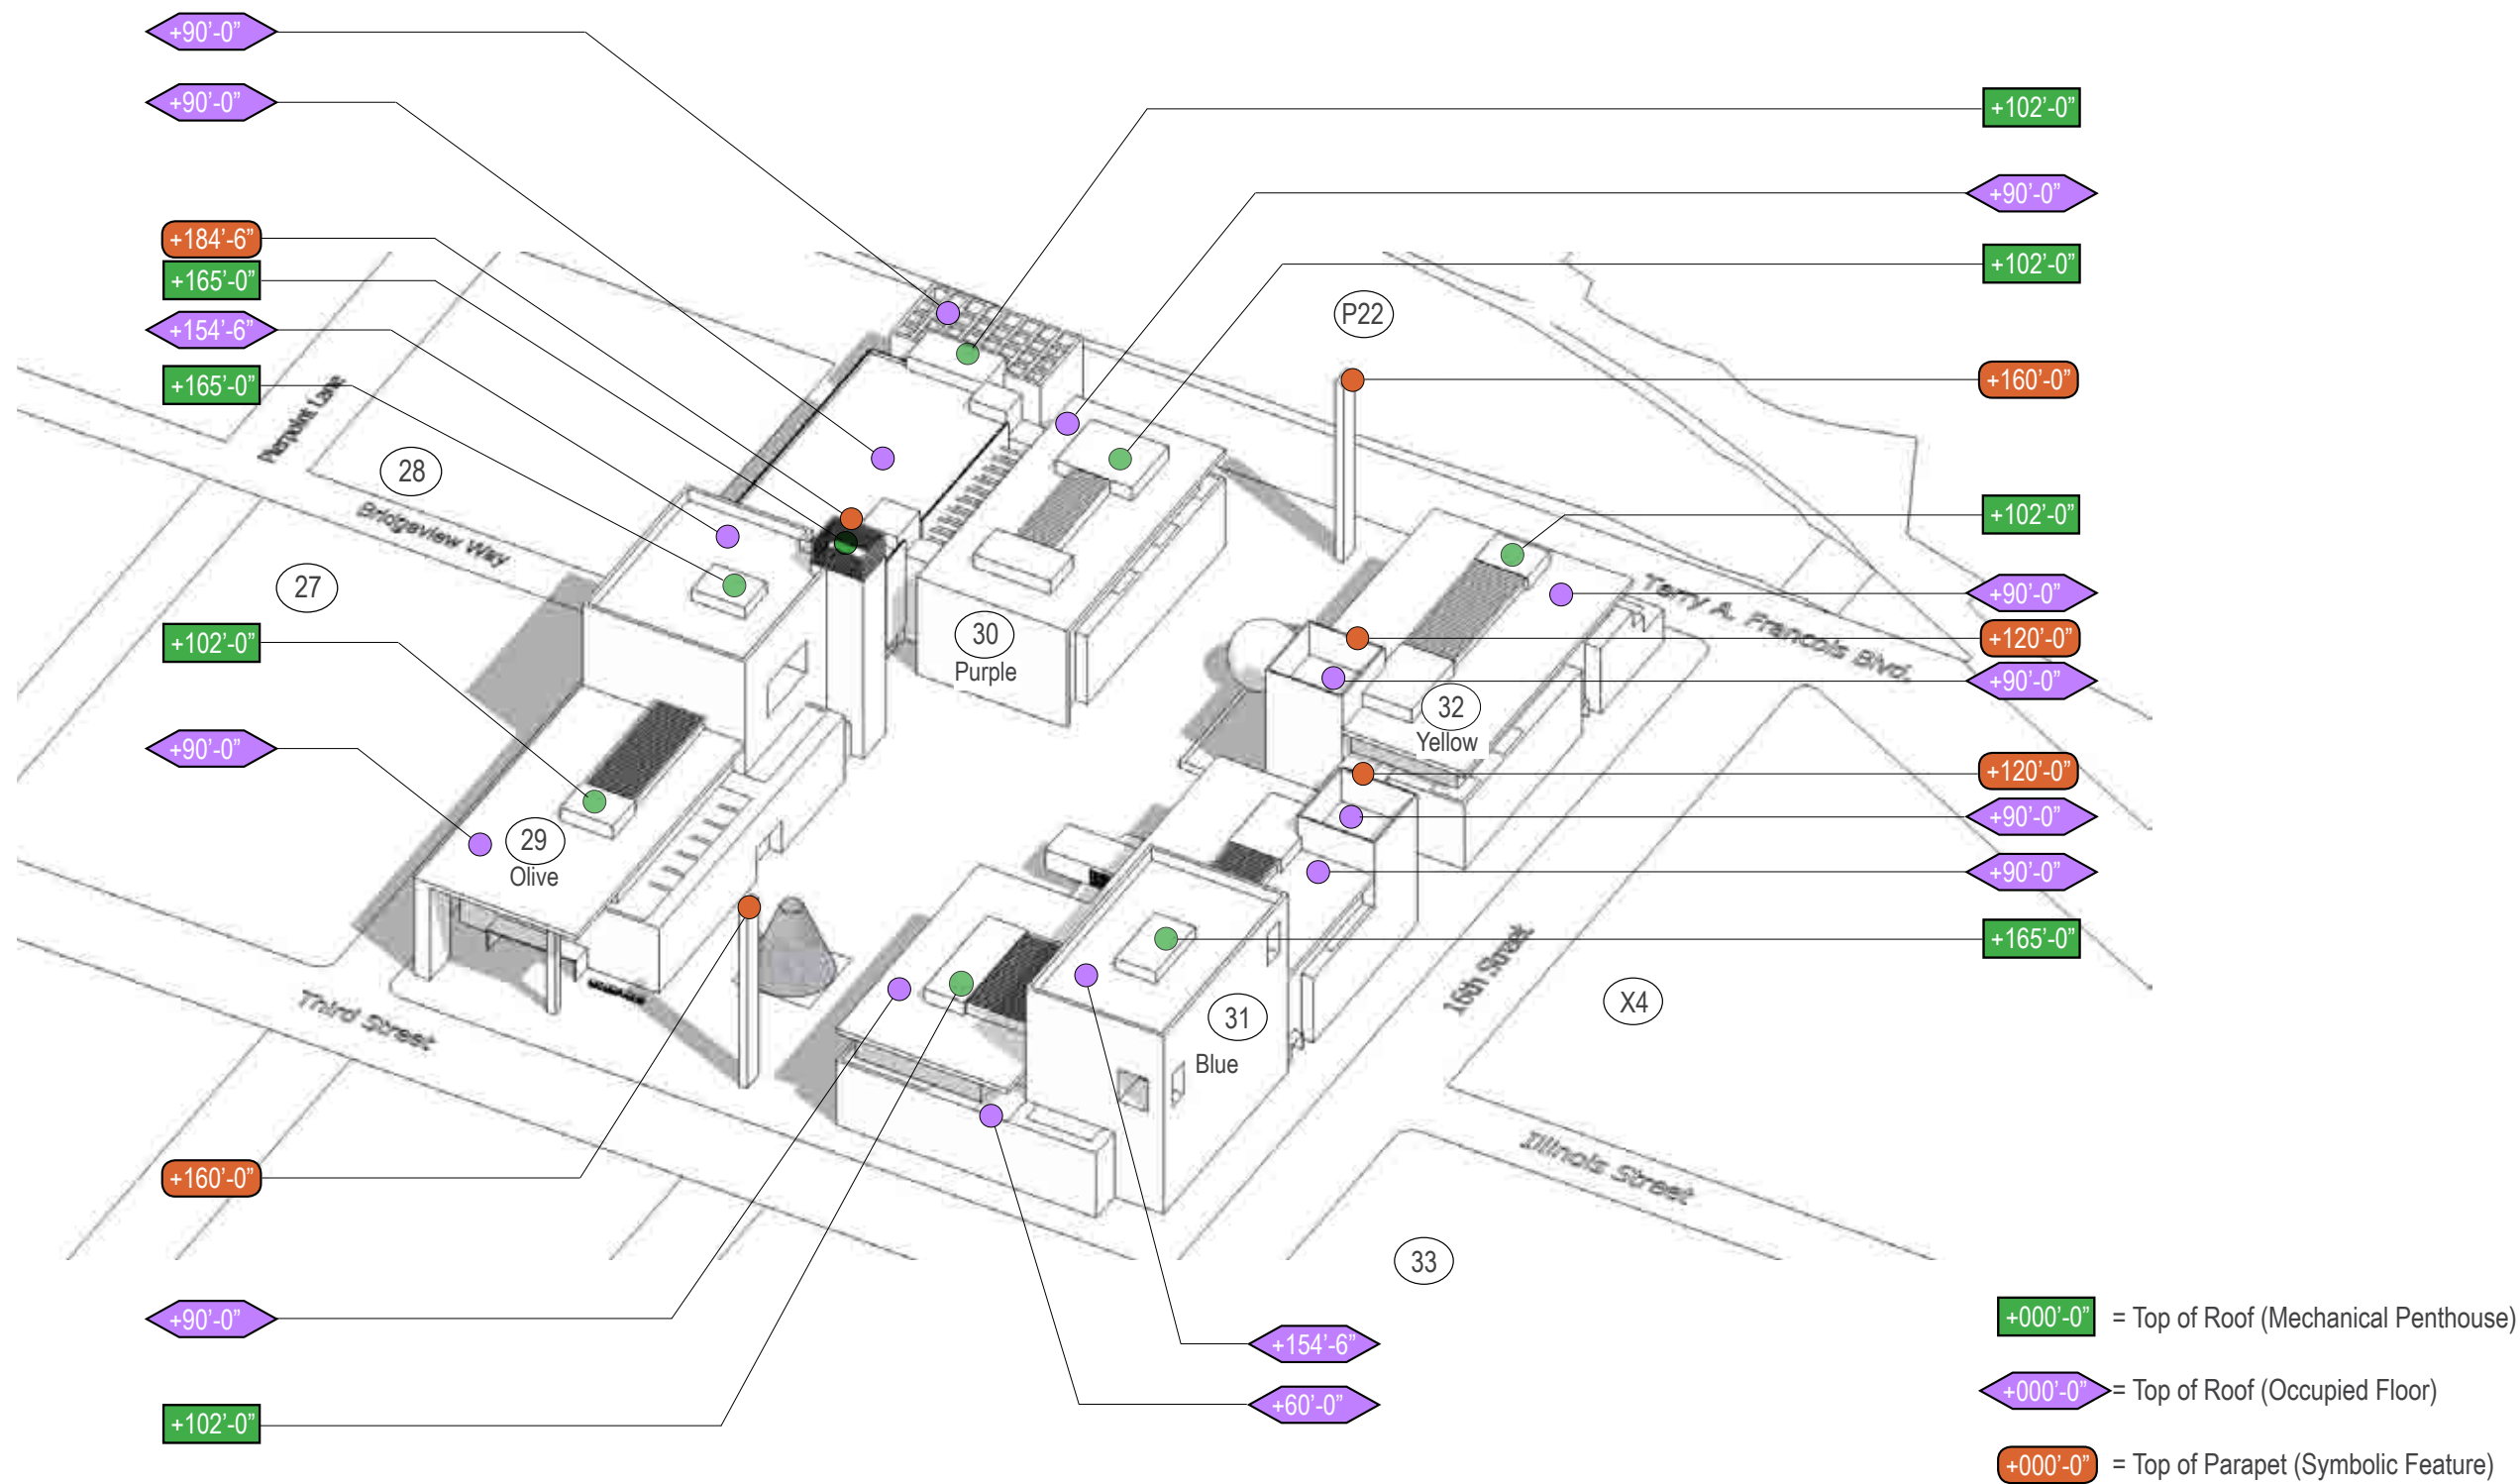 +90’-0”
+90’-0”
+102’-0”
+90’-0”
+184’-6”
+165’-0”
+102’-0”
P22
+154’-6”
+165’-0”
+160’-0”
Pierpoint Lane
28
Bridgeview Way
+102’-0”
27
+90’-0”
Terry A. Francois Blvd.
+102’-0”
30
Purple
+120’-0”
+90’-0”
32
Yellow
+90’-0”
+120’-0”
+90’-0”
29
Olive
+90’-0”
+165’-0”
16th Street
X4
31
Blue
Third Street
+160’-0”
Illinois Street
33
+90’-0”
+154’-6”
+60’-0”
+102’-0”
+000’-0” = Top of Roof (Mechanical Penthouse)
+000’-0” = Top of Roof (Occupied Floor)
+000’-0” = Top of Parapet (Symbolic Feature)